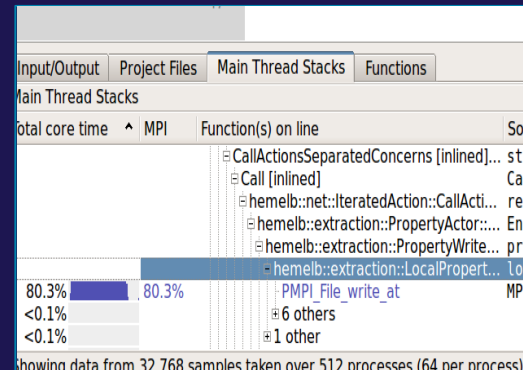 Input/Output Project Files Main Thread Stacks Functions
Main Thread Stacks
Total core time MPI Function(s) on line So
CallActionsSeparatedConcerns [inlined]... st
Call [inlined] Ca
hemelb::net::IteratedAction::CallActi... re
hemelb::extraction::PropertyActor::... En
hemelb::extraction::PropertyWrite... pr
hemelb::extraction::LocalPropert... lo
80.3% 80.3% PMPI_File_write_at MP
<0.1% 6 others
<0.1% 1 other
Showing data from 32,768 samples taken over 512 processes (64 per process)